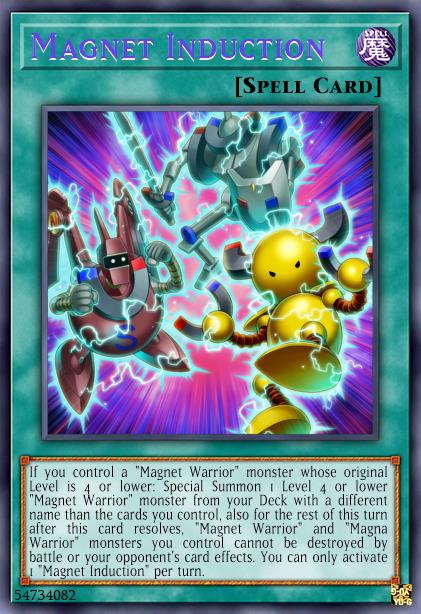 MAGNET INDUCTION
SPELL
魔
[SPELL CARD]
S
If you control a "Magnet Warrior" monster whose original
Level is 4 or lower: Special Summon 1 Level 4 or lower
"Magnet Warrior" monster from your Deck with a different
name than the cards you control, also for the rest of this turn
after this card resolves, "Magnet Warrior" and "Magna
Warrior" monsters you control cannot be destroyed by
battle or your opponent's card effects. You can only activate
1 "Magnet Induction" per turn.
54734082